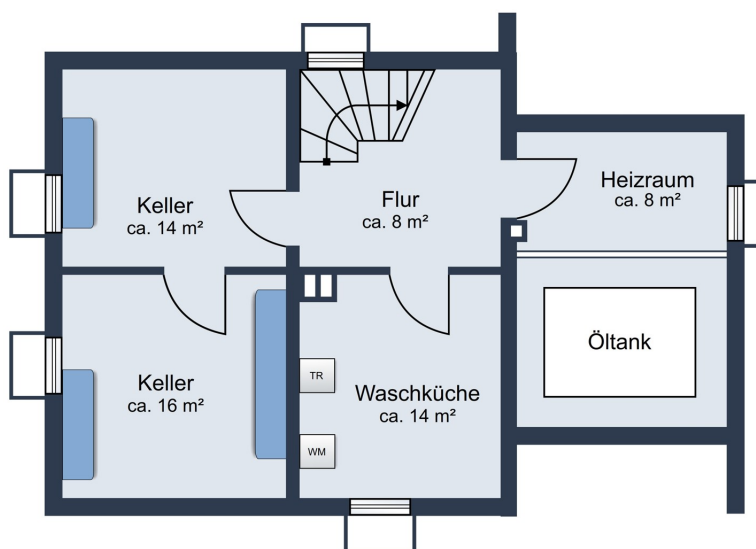 Keller
ca. 14 m²
Flur
ca. 8 m²
Heizraum
ca. 8 m²
Öltank
Keller
ca. 16 m²
TR
WM
Waschküche
ca. 14 m²